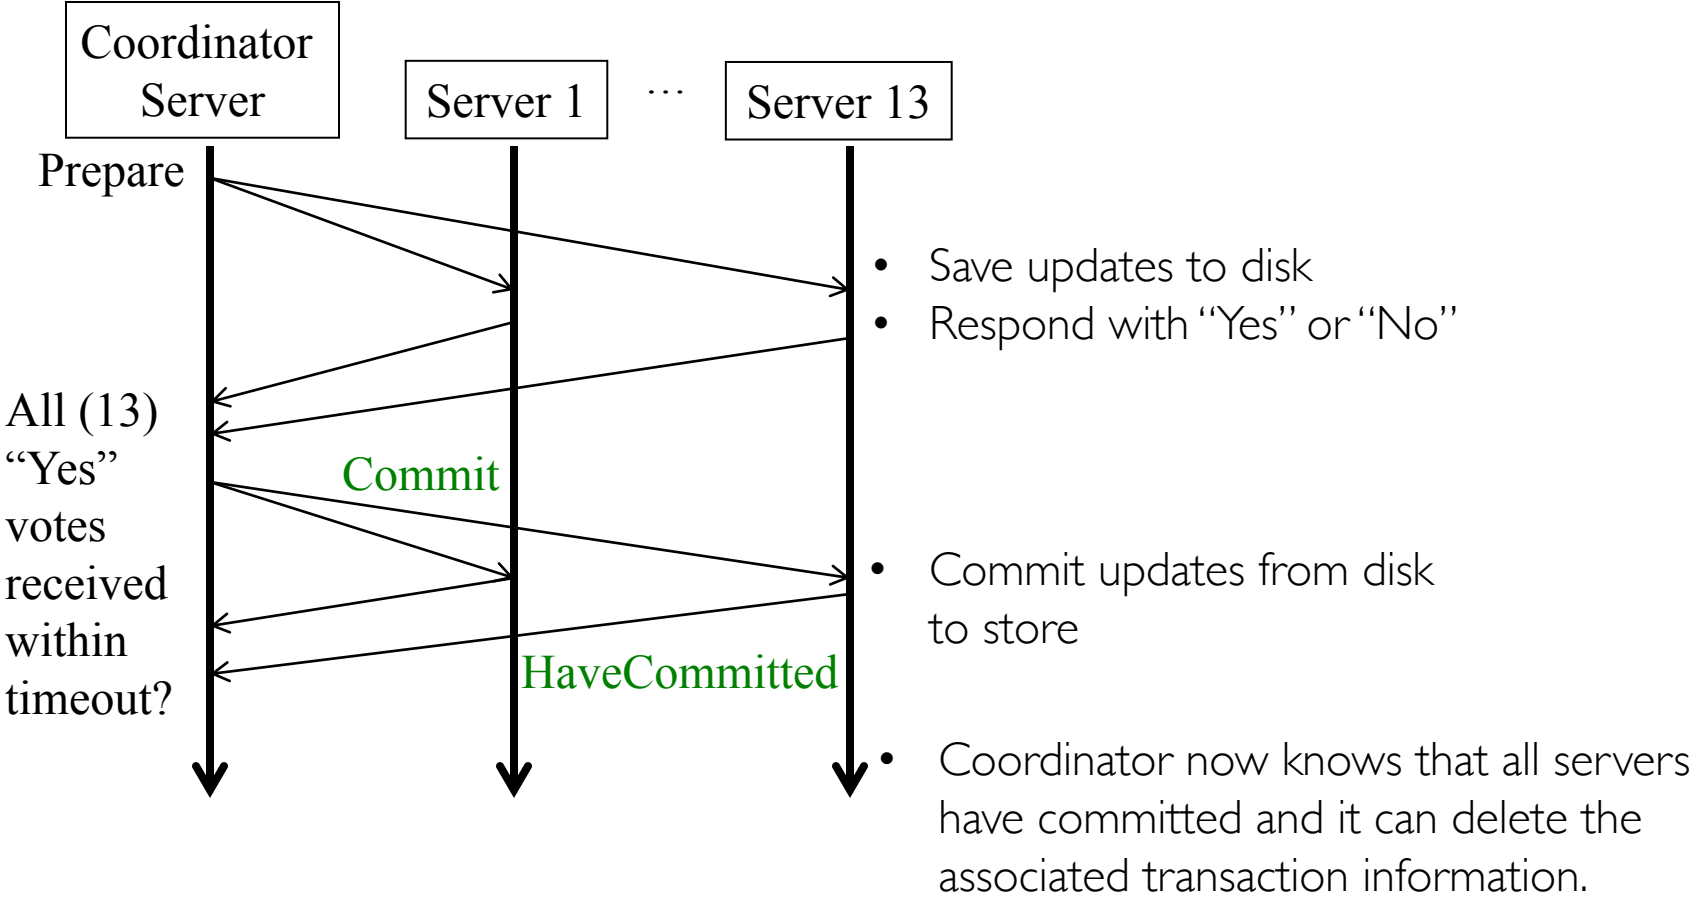 Coordinator
Server
Server 1
...
Server 13
Prepare
• Save updates to disk
• Respond with “Yes” or “No”
All (13)
“Yes”
votes
received
within
timeout?
Commit
• Commit updates from disk
to store
HaveCommitted
• Coordinator now knows that all servers
have committed and it can delete the
associated transaction information.